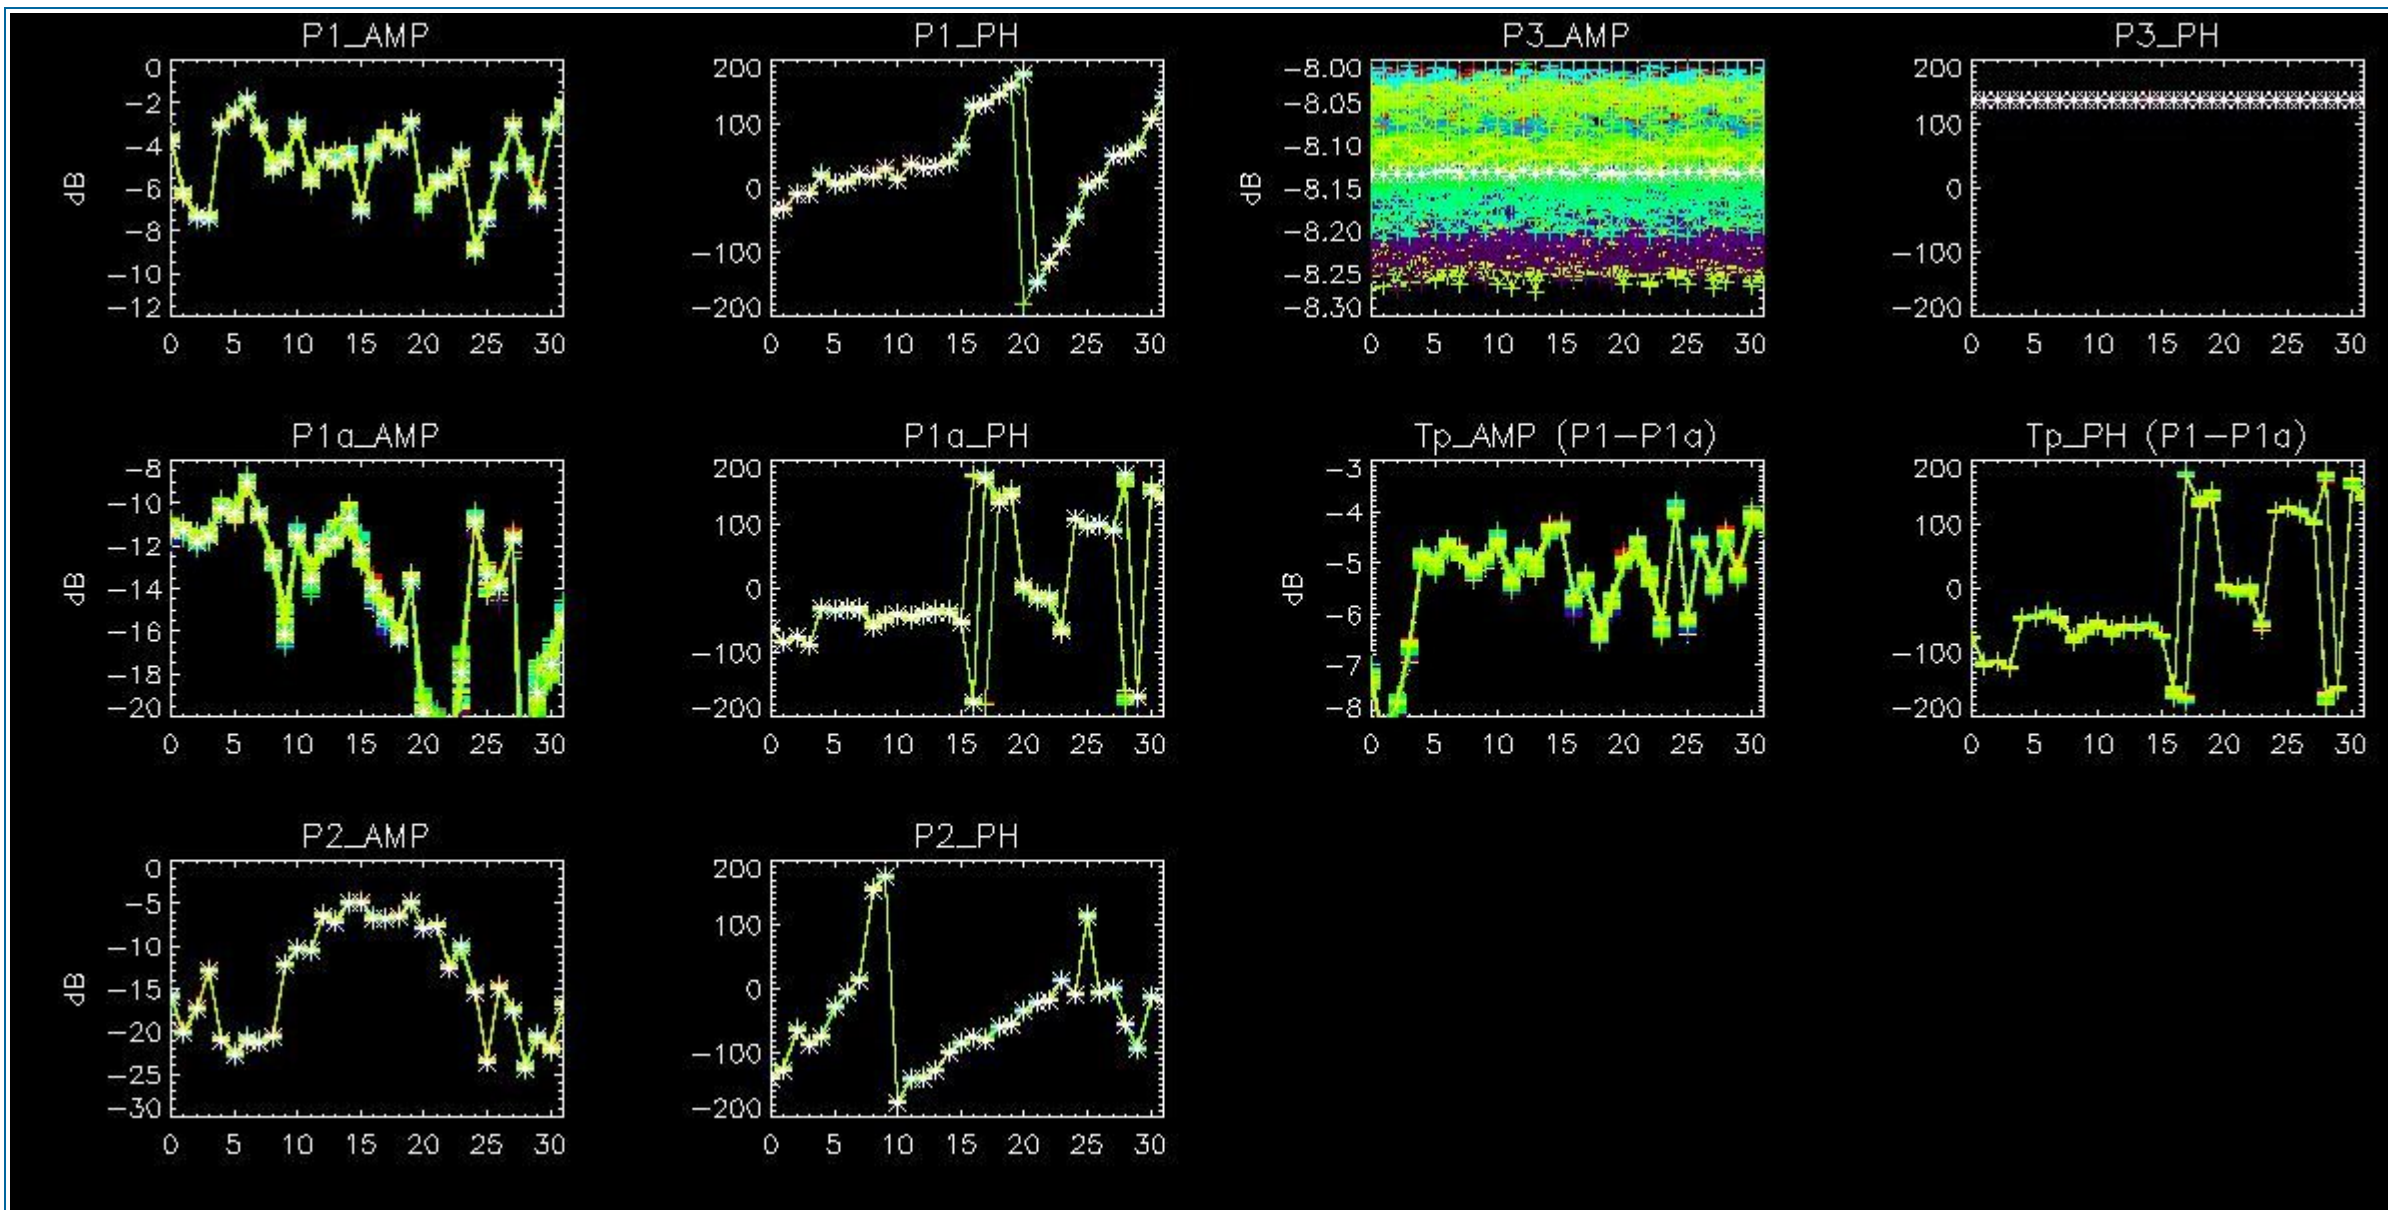 P1_AMP
P1_PH
P3_AMP
P3_PH
0
−2
−4
−6
−8
−10
−12
dB
0 5 10 15 20 25 30
200
100
0
−100
−200
0 5 10 15 20 25 30
−8.00
−8.05
−8.10
−8.15
−8.20
−8.25
−8.30
dB
0 5 10 15 20 25 30
200
100
0
−100
−200
0 5 10 15 20 25 30
P1a_AMP
P1a_PH
Tp_AMP (P1−P1a)
Tp_PH (P1−P1a)
−8
−10
−12
−14
−16
−18
−20
dB
0 5 10 15 20 25 30
200
100
0
−100
−200
0 5 10 15 20 25 30
−3
−4
−5
−6
−7
−8
dB
0 5 10 15 20 25 30
200
100
0
−100
−200
0 5 10 15 20 25 30
P2_AMP
P2_PH
0
−5
−10
−15
−20
−25
−30
dB
0 5 10 15 20 25 30
200
100
0
−100
−200
0 5 10 15 20 25 30